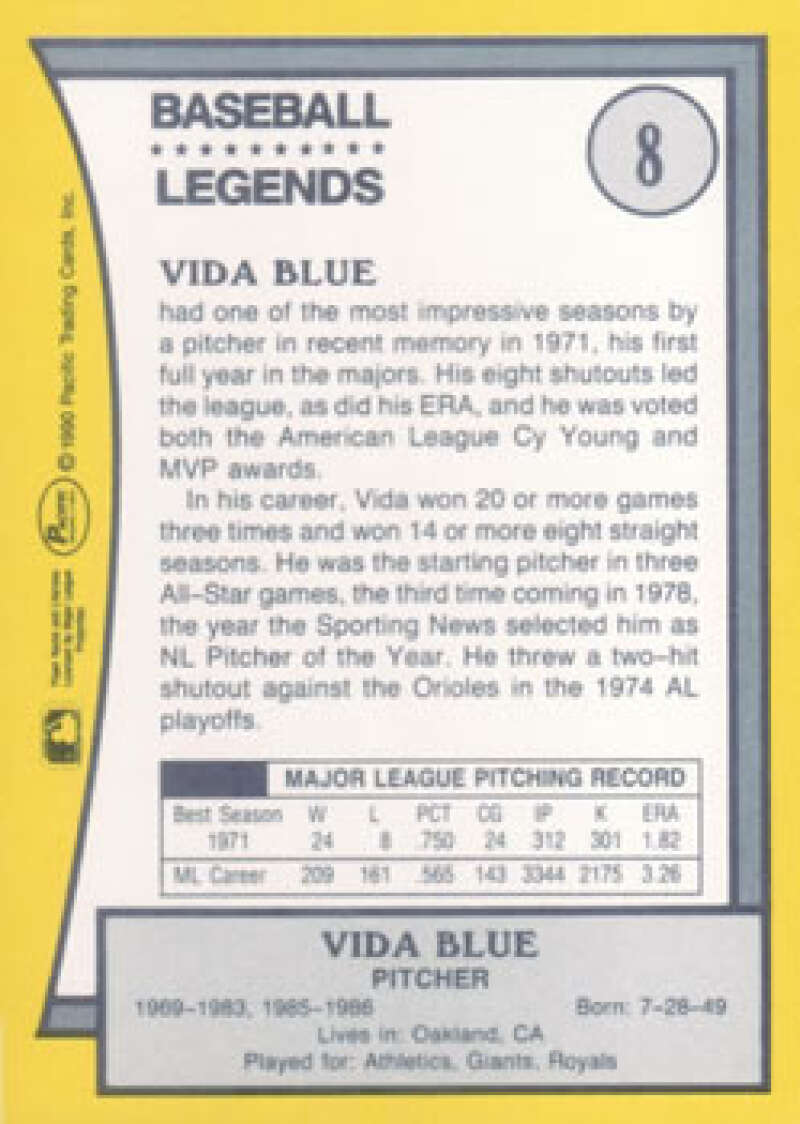 BASEBALL
LEGENDS
8
VIDA BLUE
had one of the most impressive seasons by
a pitcher in recent memory in 1971, his first
full year in the majors. His eight shutouts led
the league, as did his ERA, and he was voted
both the American League Cy Young and
MVP awards.
In his career, Vida won 20 or more games
three times and won 14 or more eight straight
seasons. He was the starting pitcher in three
All-Star games, the third time coming in 1978,
the year the Sporting News selected him as
NL Pitcher of the Year. He threw a two-hit
shutout against the Orioles in the 1974 AL
playoffs.
MAJOR LEAGUE PITCHING RECORD
Best Season W L PCT CG IP K ERA
1971 24 8 .750 24 312 301 1.82
ML Career 209 161 .565 143 3344 2175 3.26
VIDA BLUE
PITCHER
1969-1983, 1985-1986 Born: 7-28-49
Lives in: Oakland, CA
Played for: Athletics, Giants, Royals
© 1990 Pacific Trading Cards, Inc.
Pacific